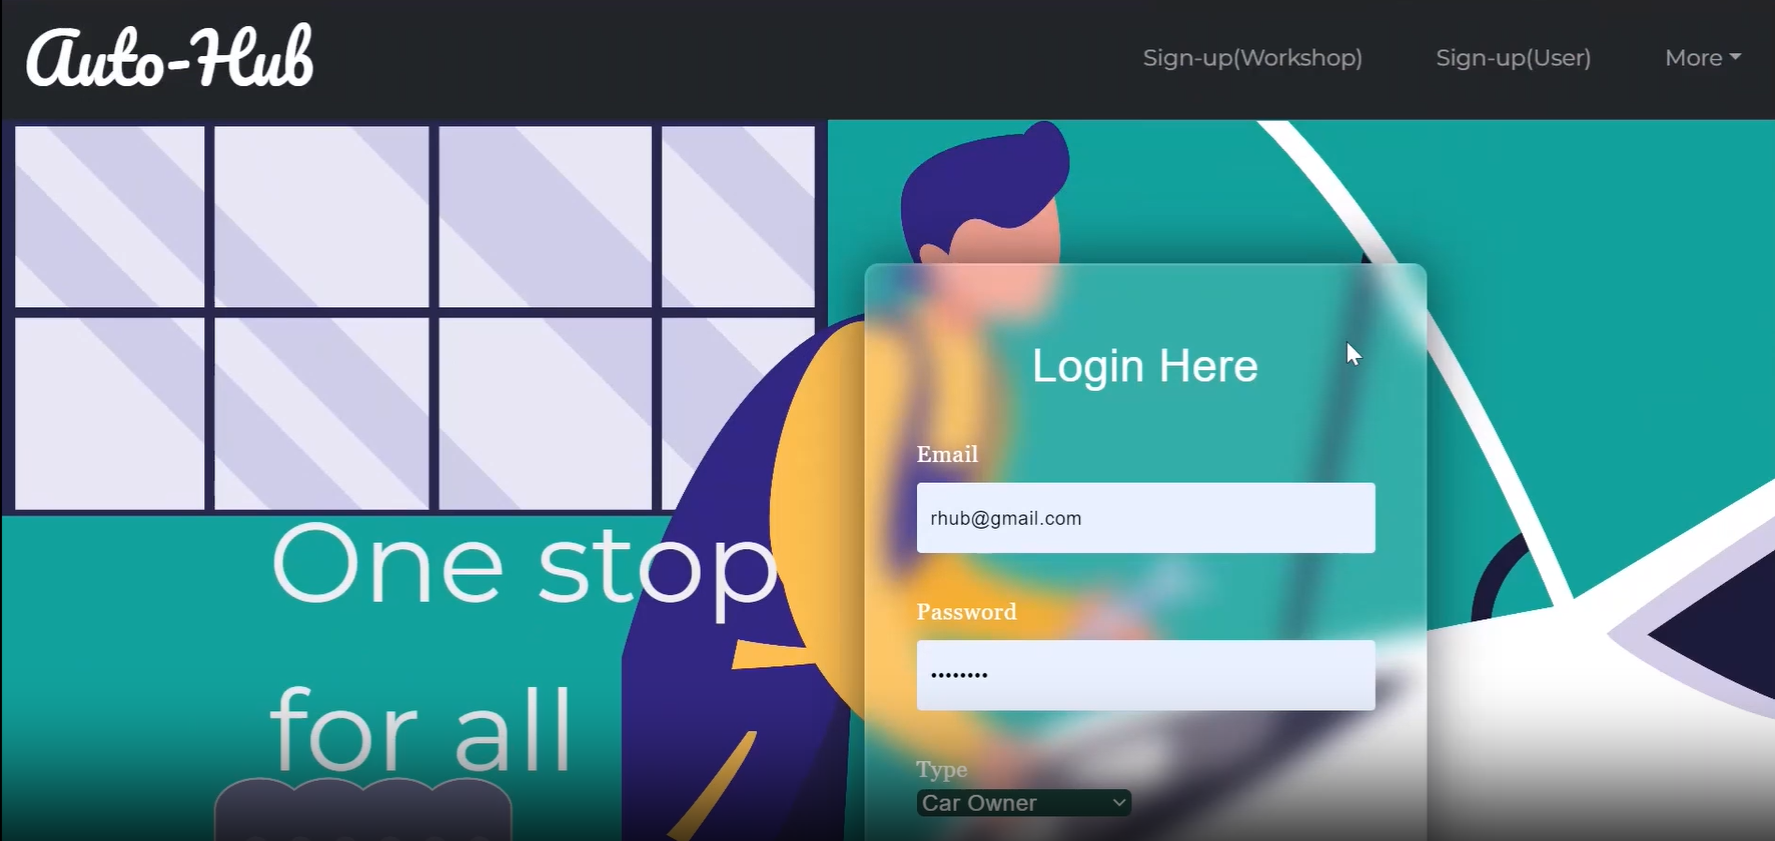 Auto-Hub
Sign-up(Workshop)
Sign-up(User)
More
Login Here
Email
rhub@gmail.com
Password
••••••••
Type
Car Owner
One stop
for all